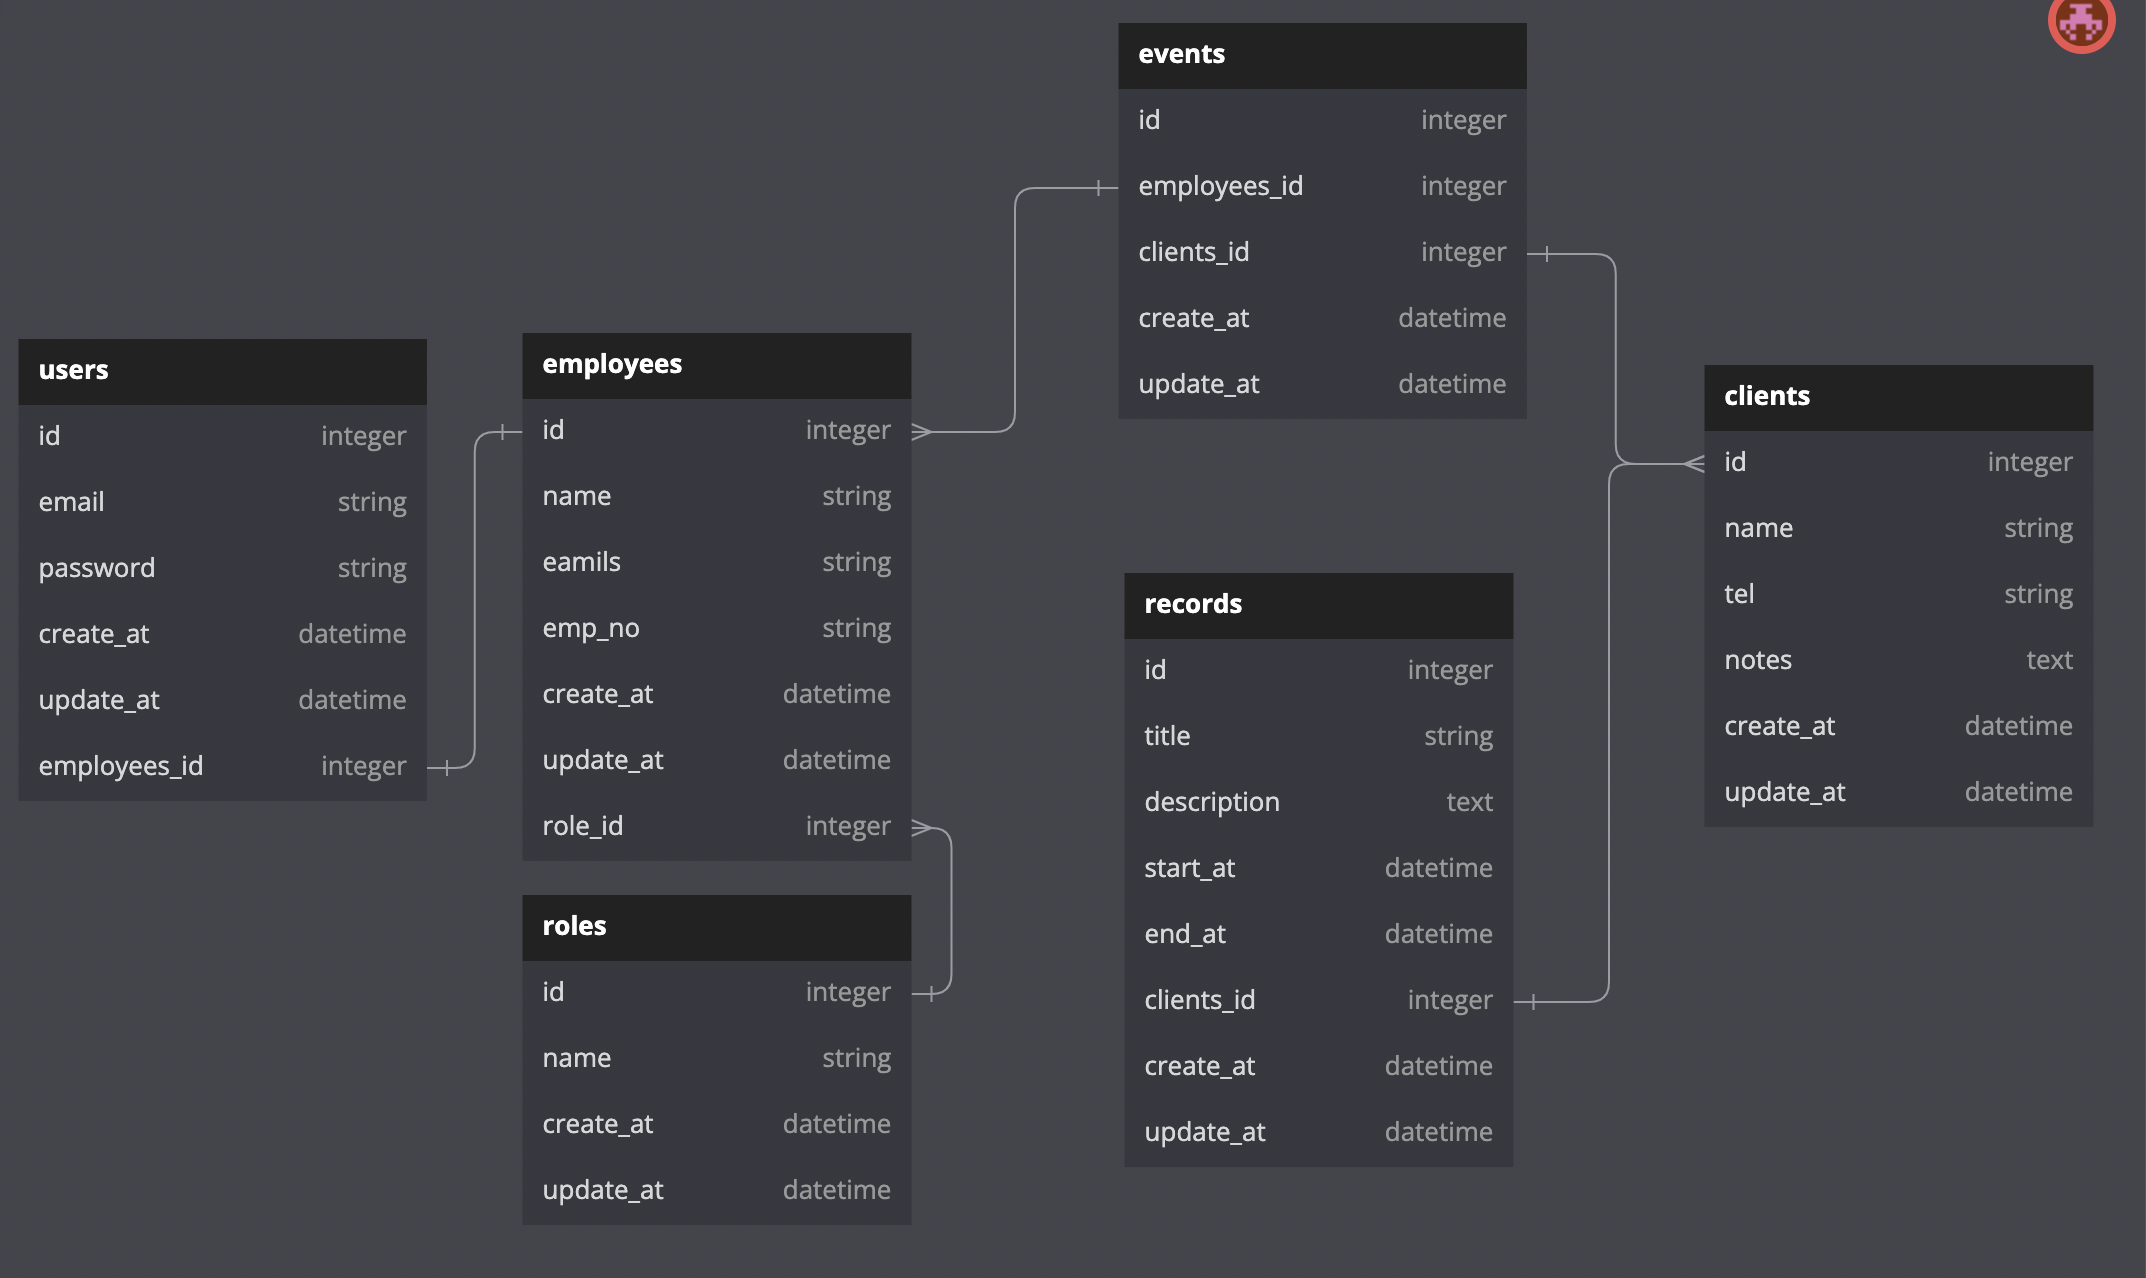 events
id integer
employees_id integer
clients_id integer
create_at datetime
update_at datetime
users
id integer
email string
password string
create_at datetime
update_at datetime
employees_id integer
employees
id integer
name string
eamils string
emp_no string
create_at datetime
update_at datetime
role_id integer
clients
id integer
name string
tel string
notes text
create_at datetime
update_at datetime
records
id integer
title string
description text
start_at datetime
end_at datetime
clients_id integer
create_at datetime
update_at datetime
roles
id integer
name string
create_at datetime
update_at datetime